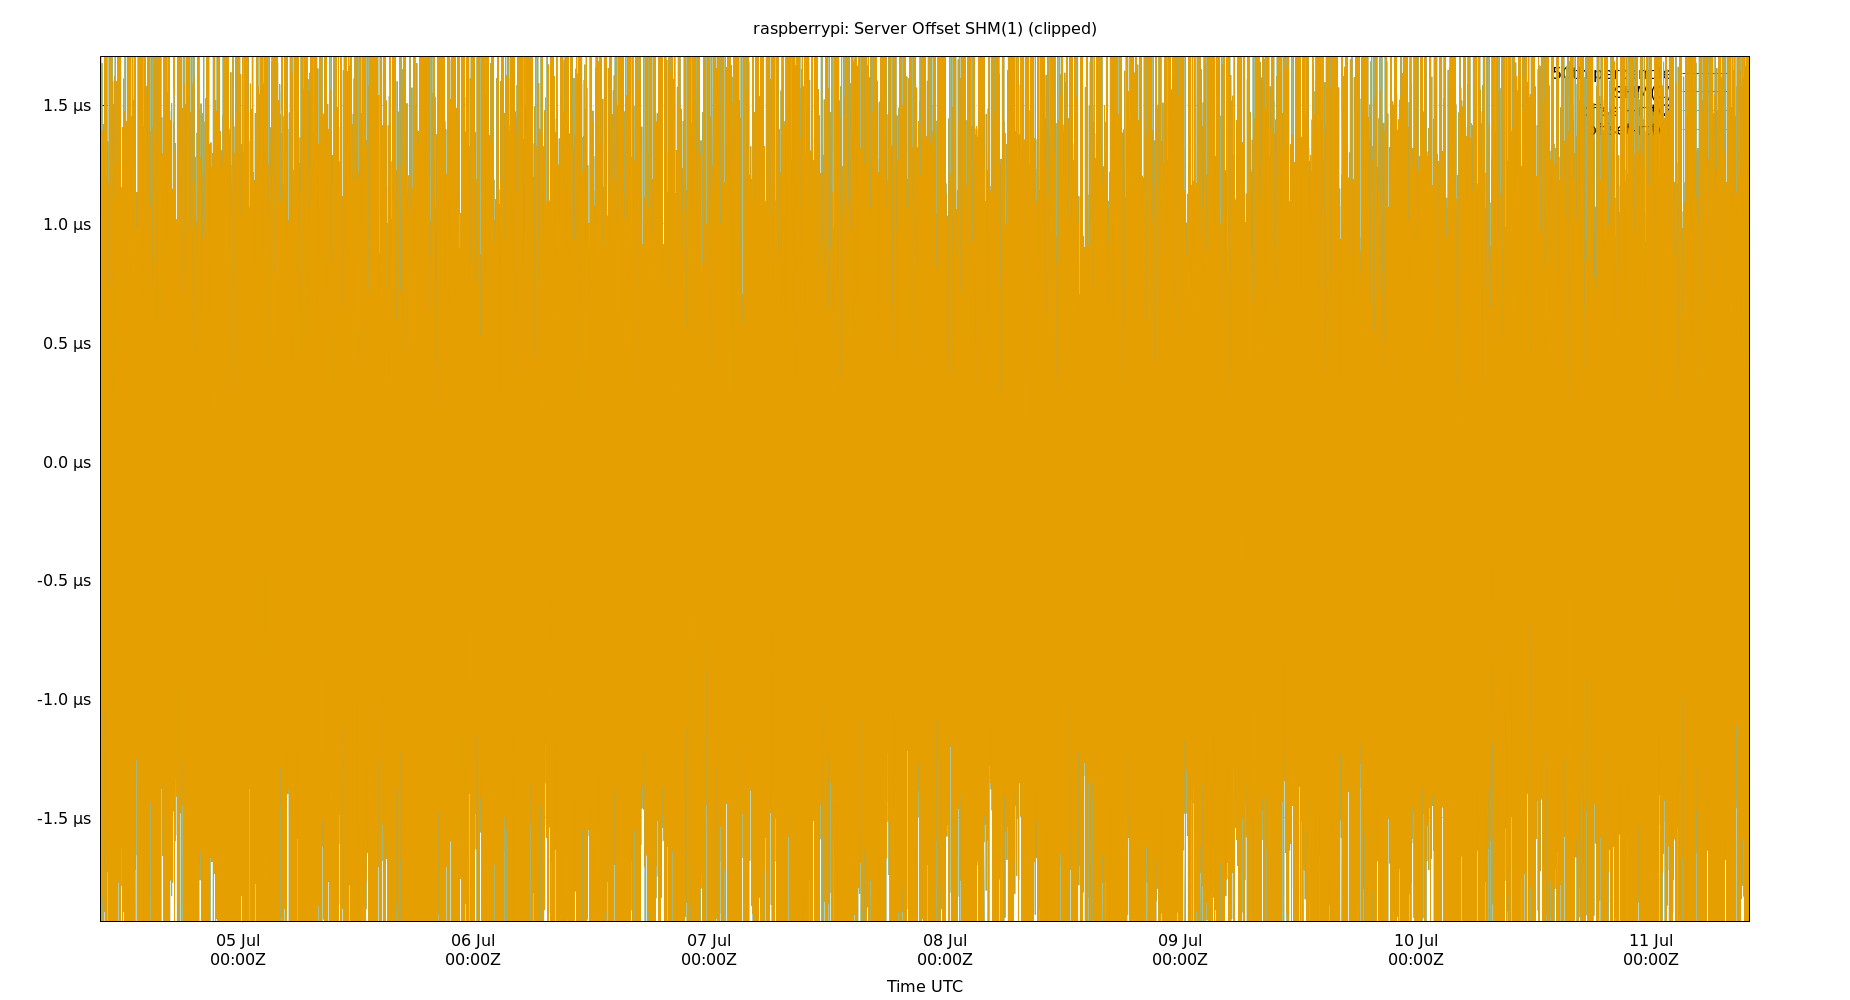 raspberrypi: Server Offset SHM(1) (clipped)
1.5 µs
1.0 µs
0.5 µs
0.0 µs
-0.5 µs
-1.0 µs
-1.5 µs
05 Jul
00:00Z
06 Jul
00:00Z
07 Jul
00:00Z
08 Jul
00:00Z
09 Jul
00:00Z
10 Jul
00:00Z
11 Jul
00:00Z
Time UTC